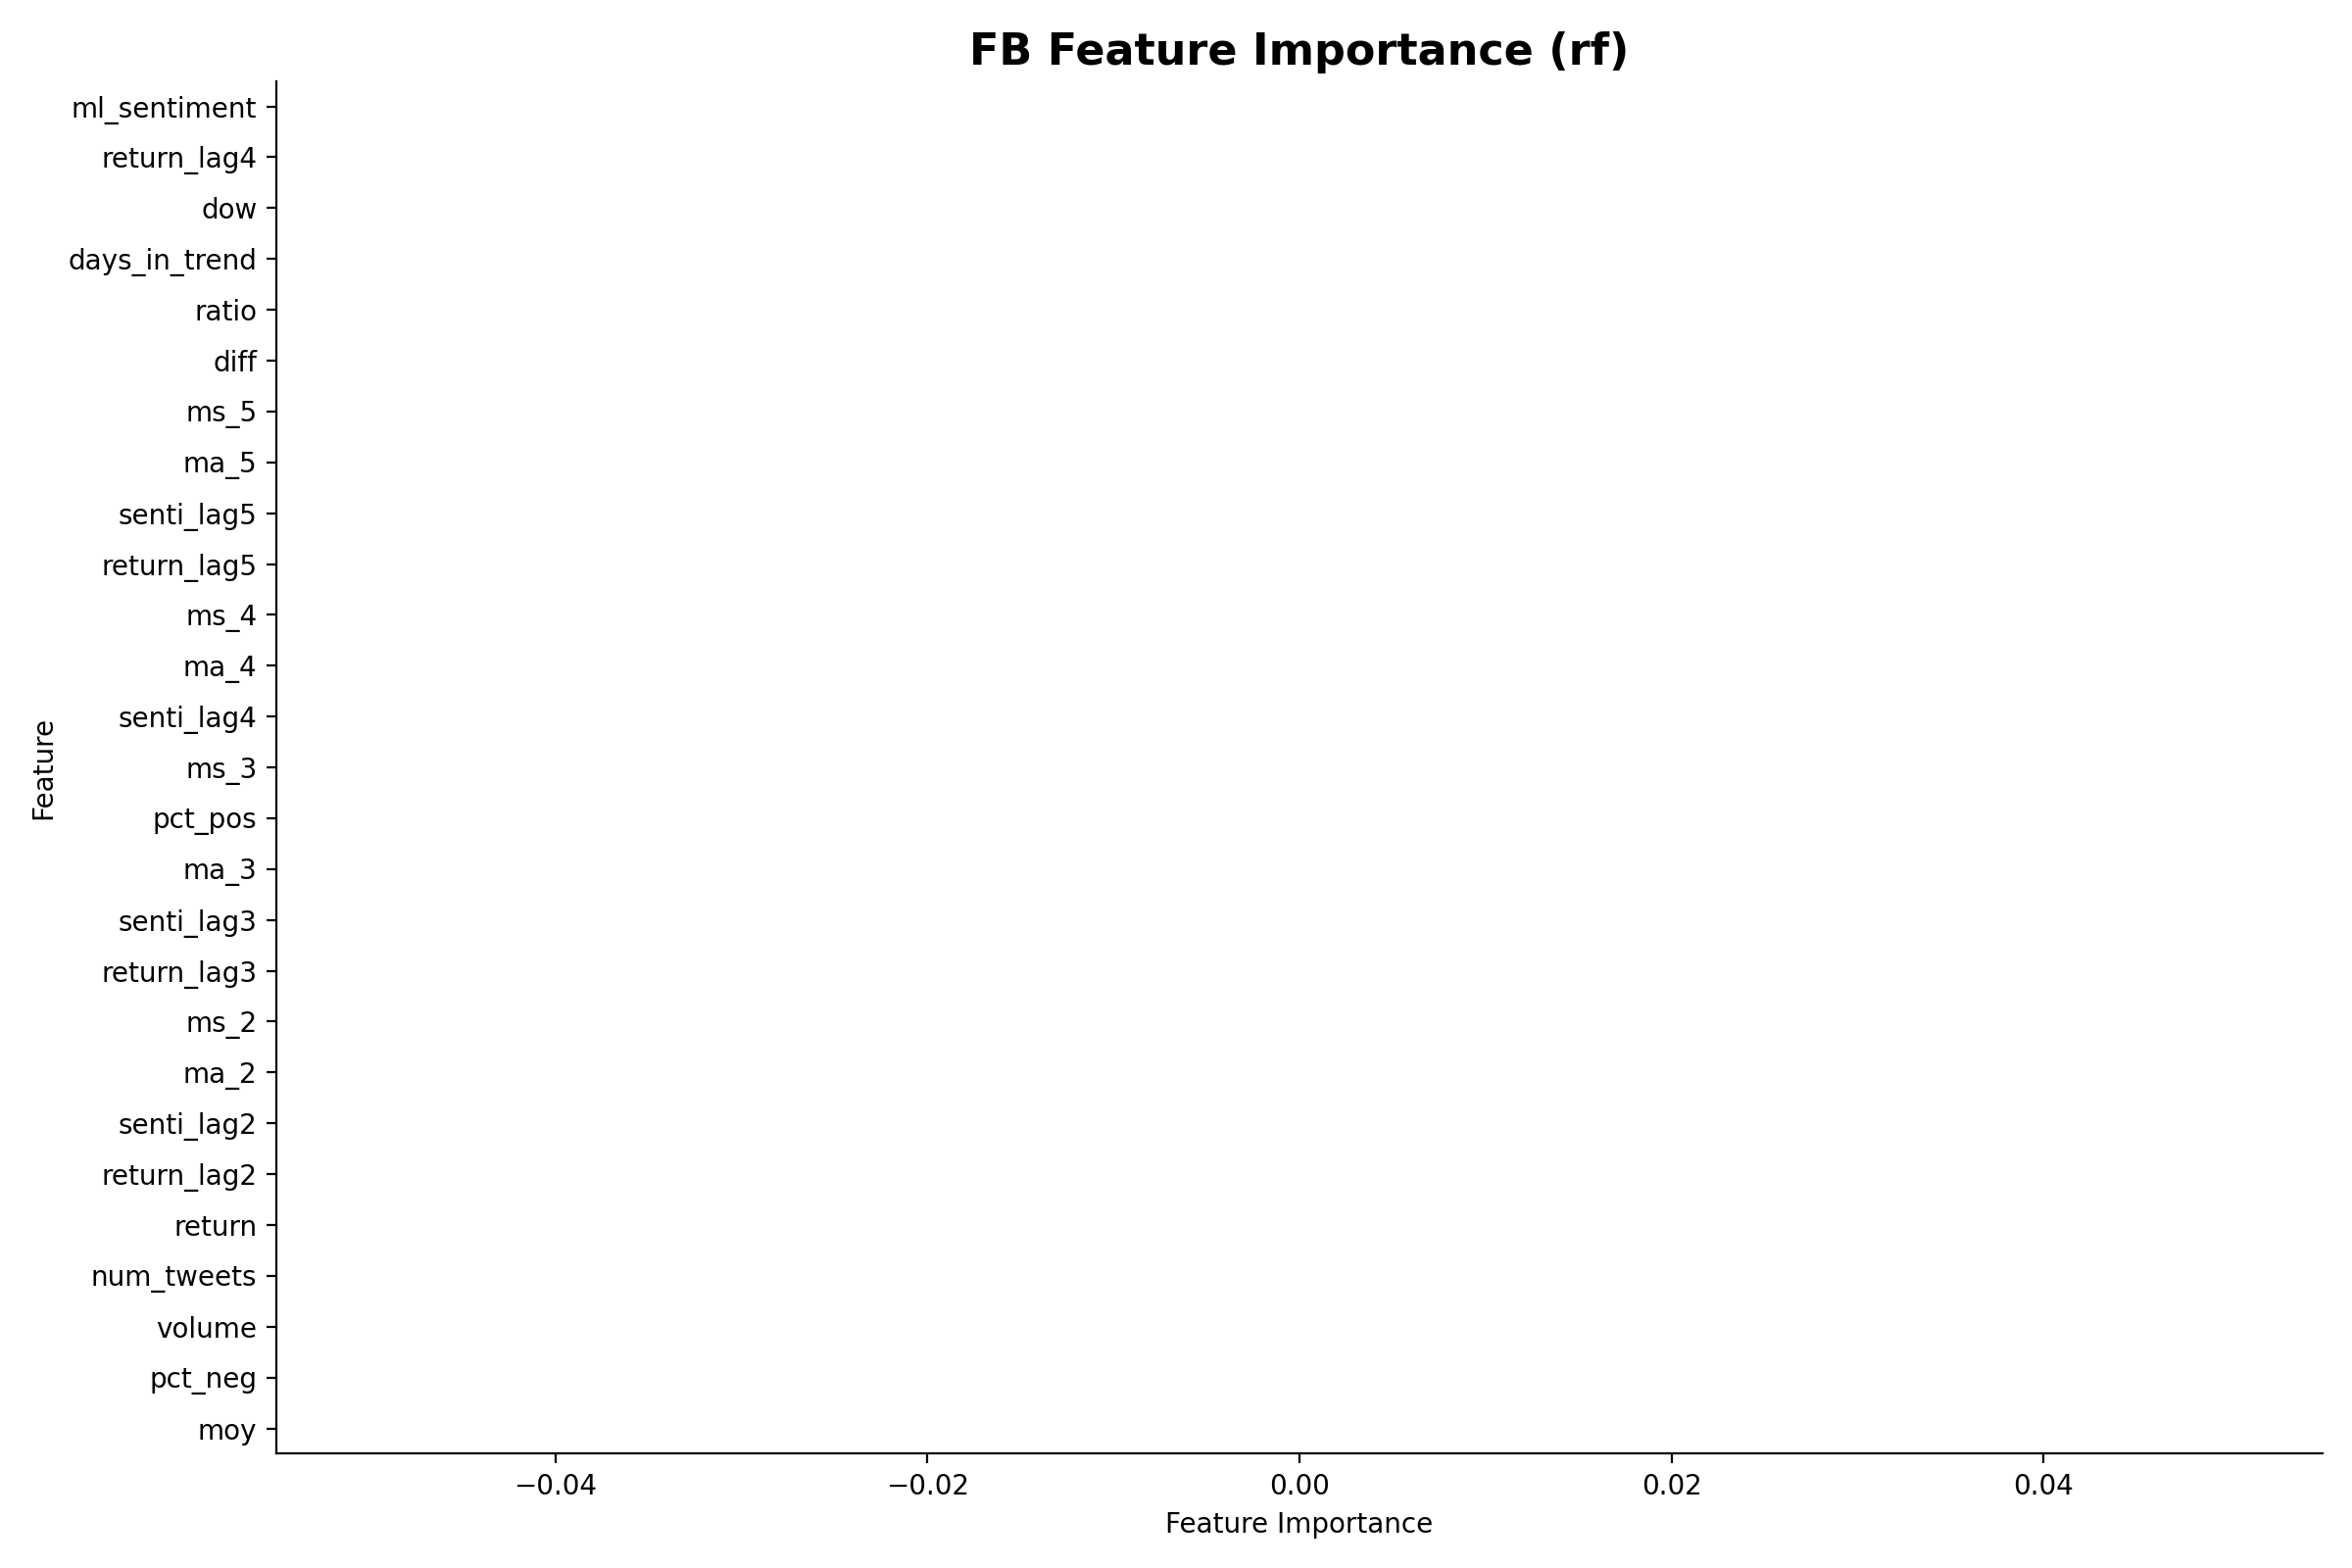 FB Feature Importance (rf)
ml_sentiment
return_lag4
dow
days_in_trend
ratio
diff
ms_5
ma_5
senti_lag5
return_lag5
ms_4
ma_4
senti_lag4
ms_3
pct_pos
ma_3
senti_lag3
return_lag3
ms_2
ma_2
senti_lag2
return_lag2
return
num_tweets
volume
pct_neg
moy
Feature
−0.04 −0.02 0.00 0.02 0.04
Feature Importance